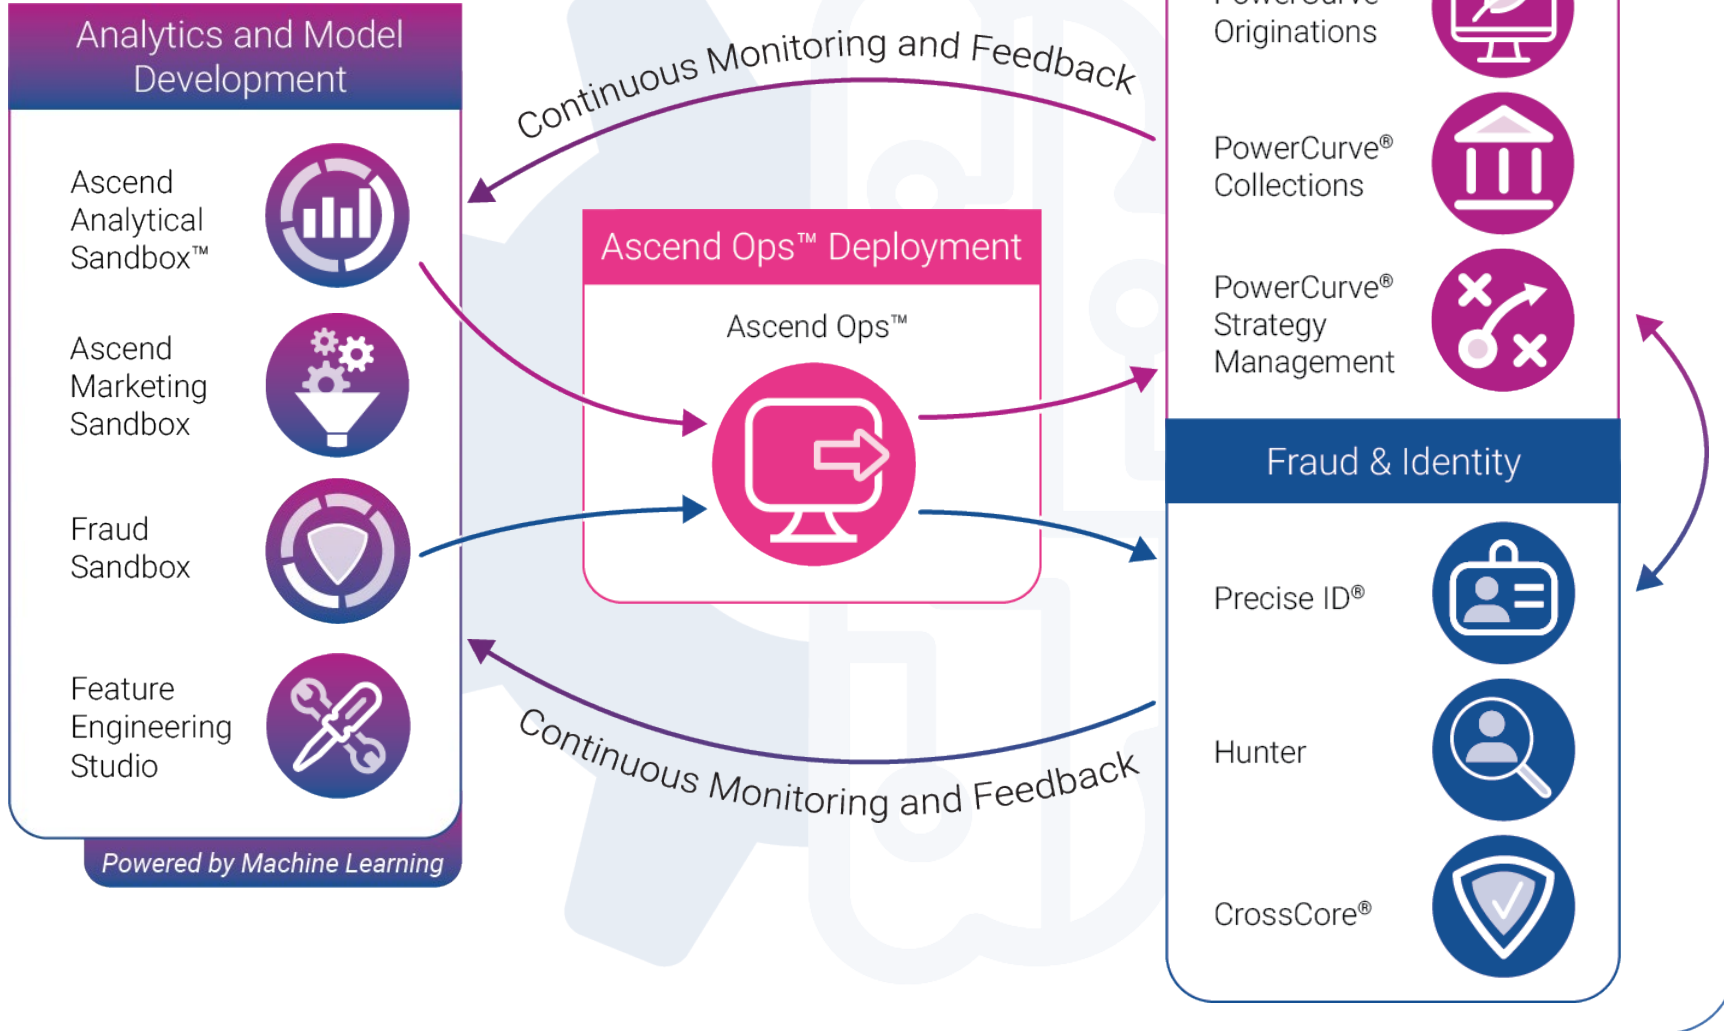 Analytics and Model
Development
Ascend
Analytical
Sandbox™
Ascend
Marketing
Sandbox
Fraud
Sandbox
Feature
Engineering
Studio
Powered by Machine Learning
Continuous Monitoring and Feedback
Ascend Ops™ Deployment
Ascend Ops™
Continuous Monitoring and Feedback
Originations
PowerCurve®
Collections
PowerCurve®
Strategy
Management
Fraud & Identity
Precise ID®
Hunter
CrossCore®